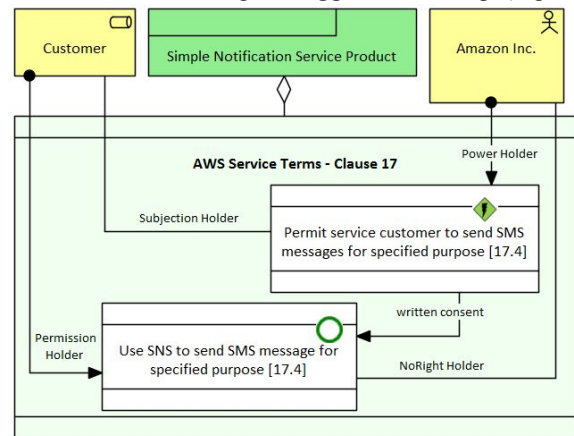 Customer
Simple Notification Service Product
Amazon Inc.
AWS Service Terms - Clause 17
Power Holder
Subjection Holder
Permit service customer to send SMS
messages for specified purpose [17.4]
written consent
Permission
Holder
Use SNS to send SMS message for
specified purpose [17.4]
NoRight Holder